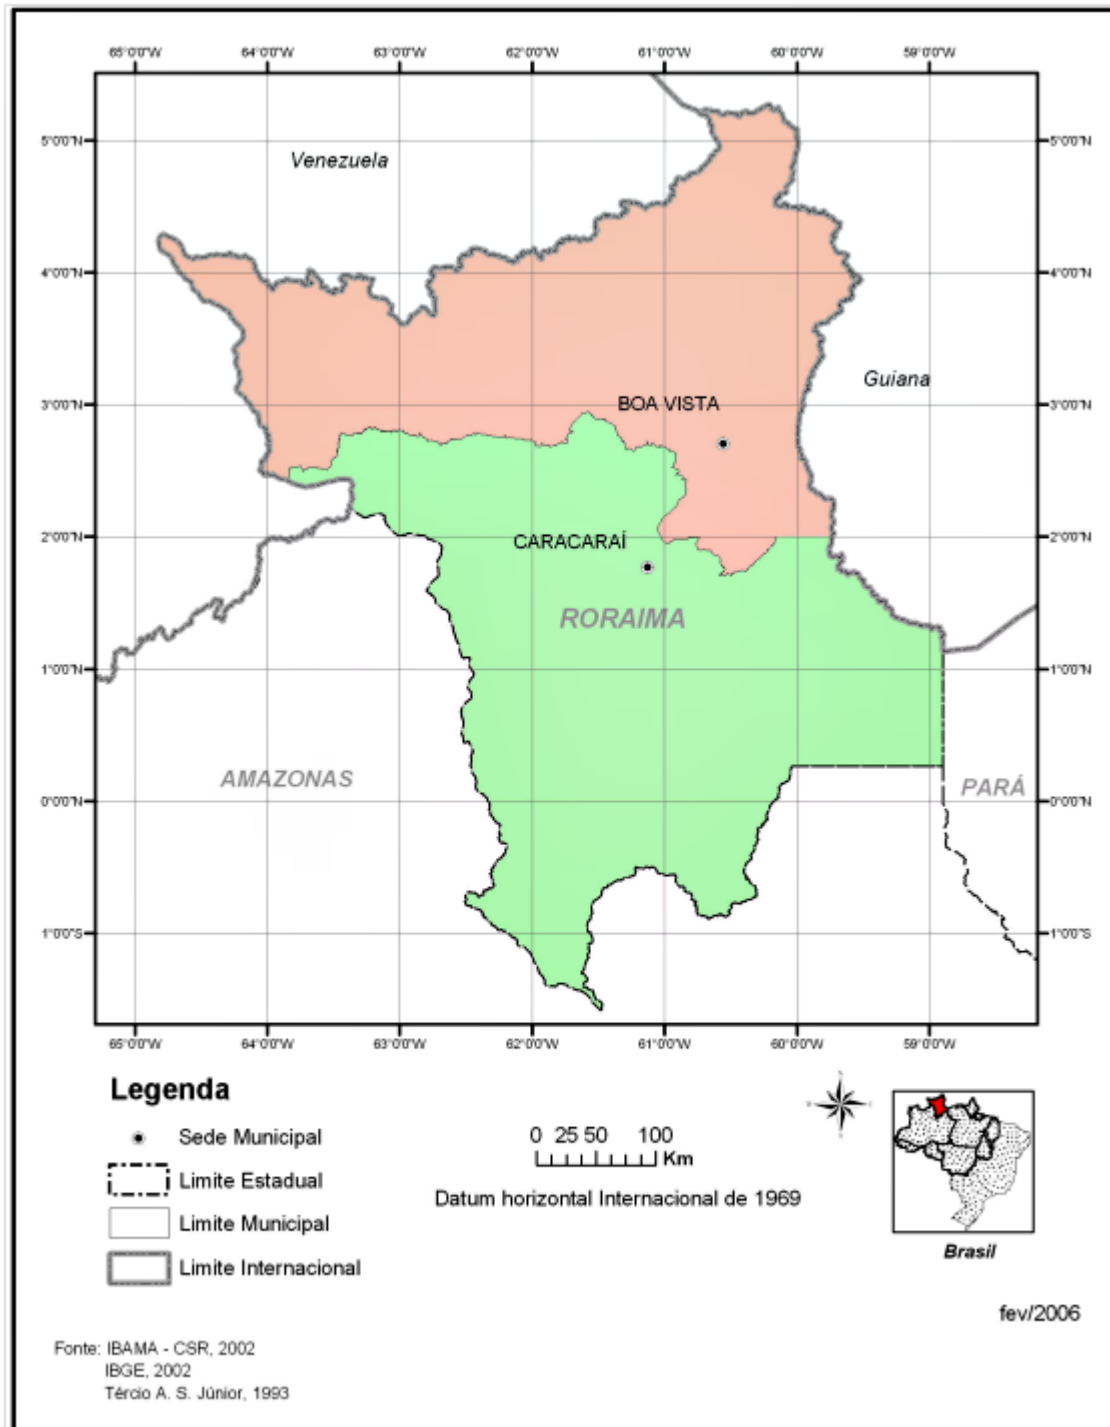 65°0'0"W 64°0'0"W 63°0'0"W 62°0'0"W 61°0'0"W 60°0'0"W 59°0'0"W
5°0'0"N 5°0'0"N
Venezuela
4°0'0"N 4°0'0"N
Guiana
3°0'0"N 3°0'0"N
BOA VISTA
2°0'0"N 2°0'0"N
CARACARAÍ
RORAIMA
1°0'0"N 1°0'0"N
AMAZONAS
PARÁ
0°0'0"N 0°0'0"N
1°0'0"S 1°0'0"S
65°0'0"W 64°0'0"W 63°0'0"W 62°0'0"W 61°0'0"W 60°0'0"W 59°0'0"W
Legenda
Sede Municipal
Limite Estadual
Limite Municipal
Limite Internacional
0 25 50 100
Km
Datum horizontal Internacional de 1969
Brasil
fev/2006
Fonte: IBAMA - CSR, 2002
IBGE, 2002
Tércio A. S. Júnior, 1993